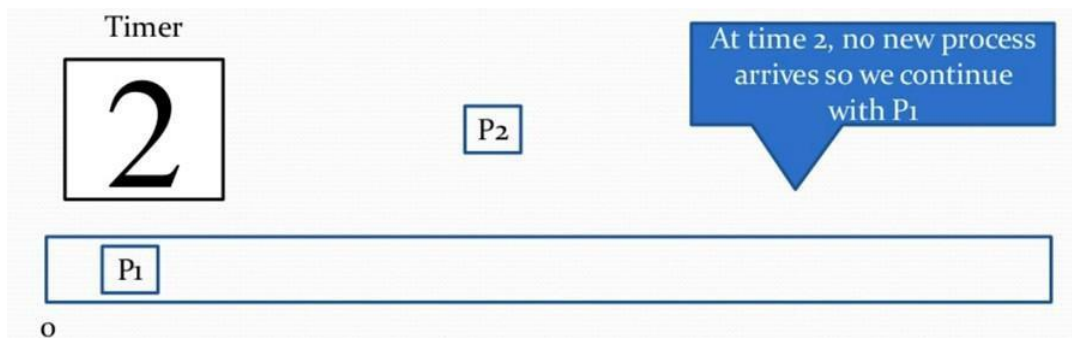 Timer
2
P2
At time 2, no new process
arrives so we continue
with P1
P1
0